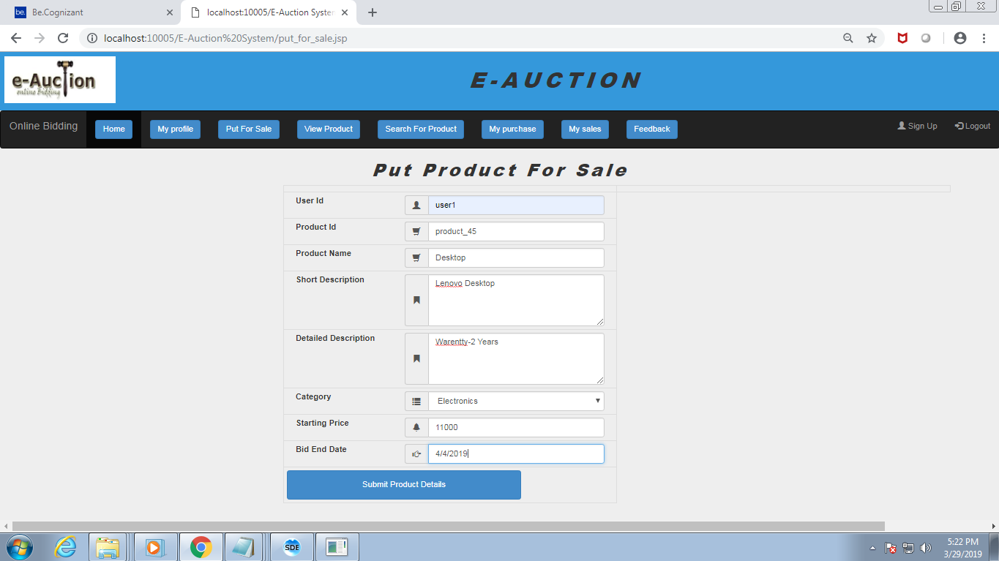 Be.Cognizant
localhost:10005/E-Auction Syster
localhost:10005/E-Auction%20System/put_for_sale.jsp
e-Auction
online Bidding
E-AUCTION
Online Bidding Home My profile Put For Sale View Product Search For Product My purchase My sales Feedback Sign Up Logout
Put Product For Sale
User Id user1
Product Id product_45
Product Name Desktop
Short Description Lenovo Desktop
Detailed Description Warentty-2 Years
Category Electronics
Starting Price 11000
Bid End Date 4/4/2019
Submit Product Details
SDE
5:22 PM
3/29/2019